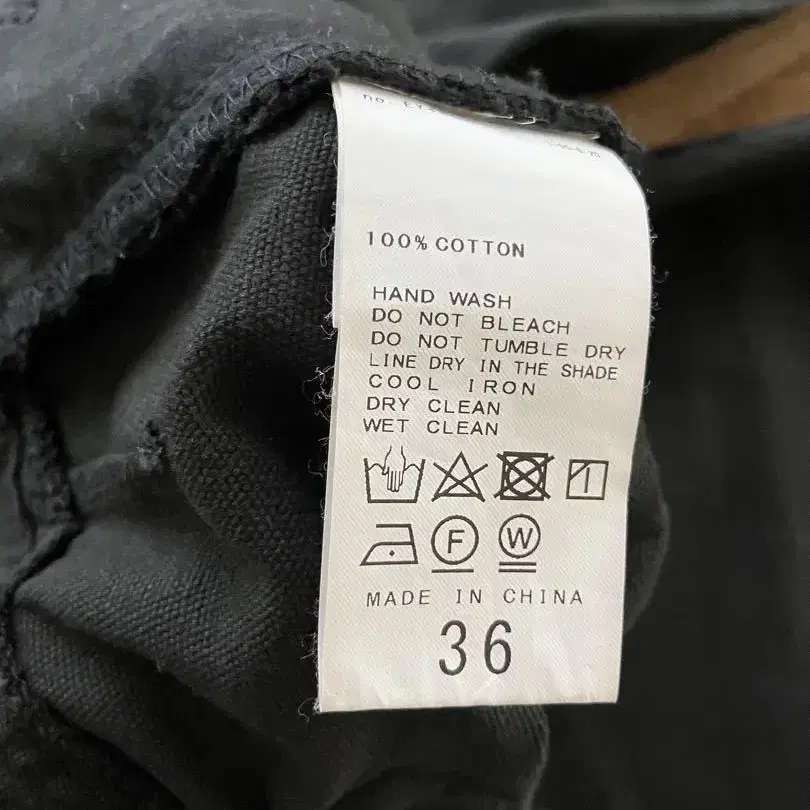 no.
100% COTTON
HAND WASH
DO NOT BLEACH
DO NOT TUMBLE DRY
LINE DRY IN THE SHADE
COOL IRON
DRY CLEAN
WET CLEAN
F W
MADE IN CHINA
36